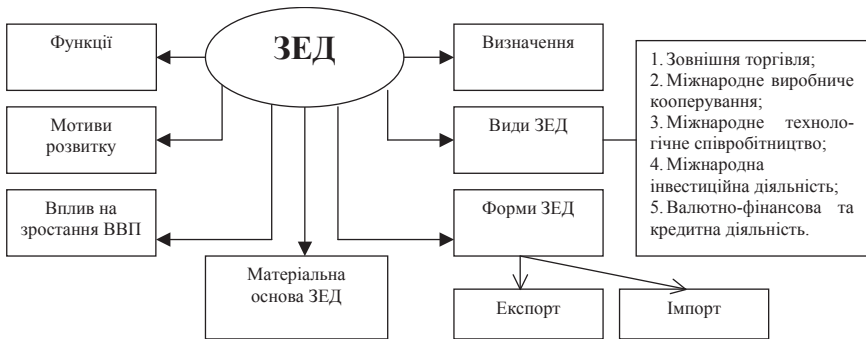 ЗЕД
Функції
Мотиви
розвитку
Вплив на
зростання ВВП
Матеріальна
основа ЗЕД
Визначення
Види ЗЕД
1. Зовнішня торгівля;
2. Міжнародне виробниче
кооперування;
3. Міжнародне техноло-
гічне співробітництво;
4. Міжнародна
інвестиційна діяльність;
5. Валютно-фінансова та
кредитна діяльність.
Форми ЗЕД
Експорт
Імпорт